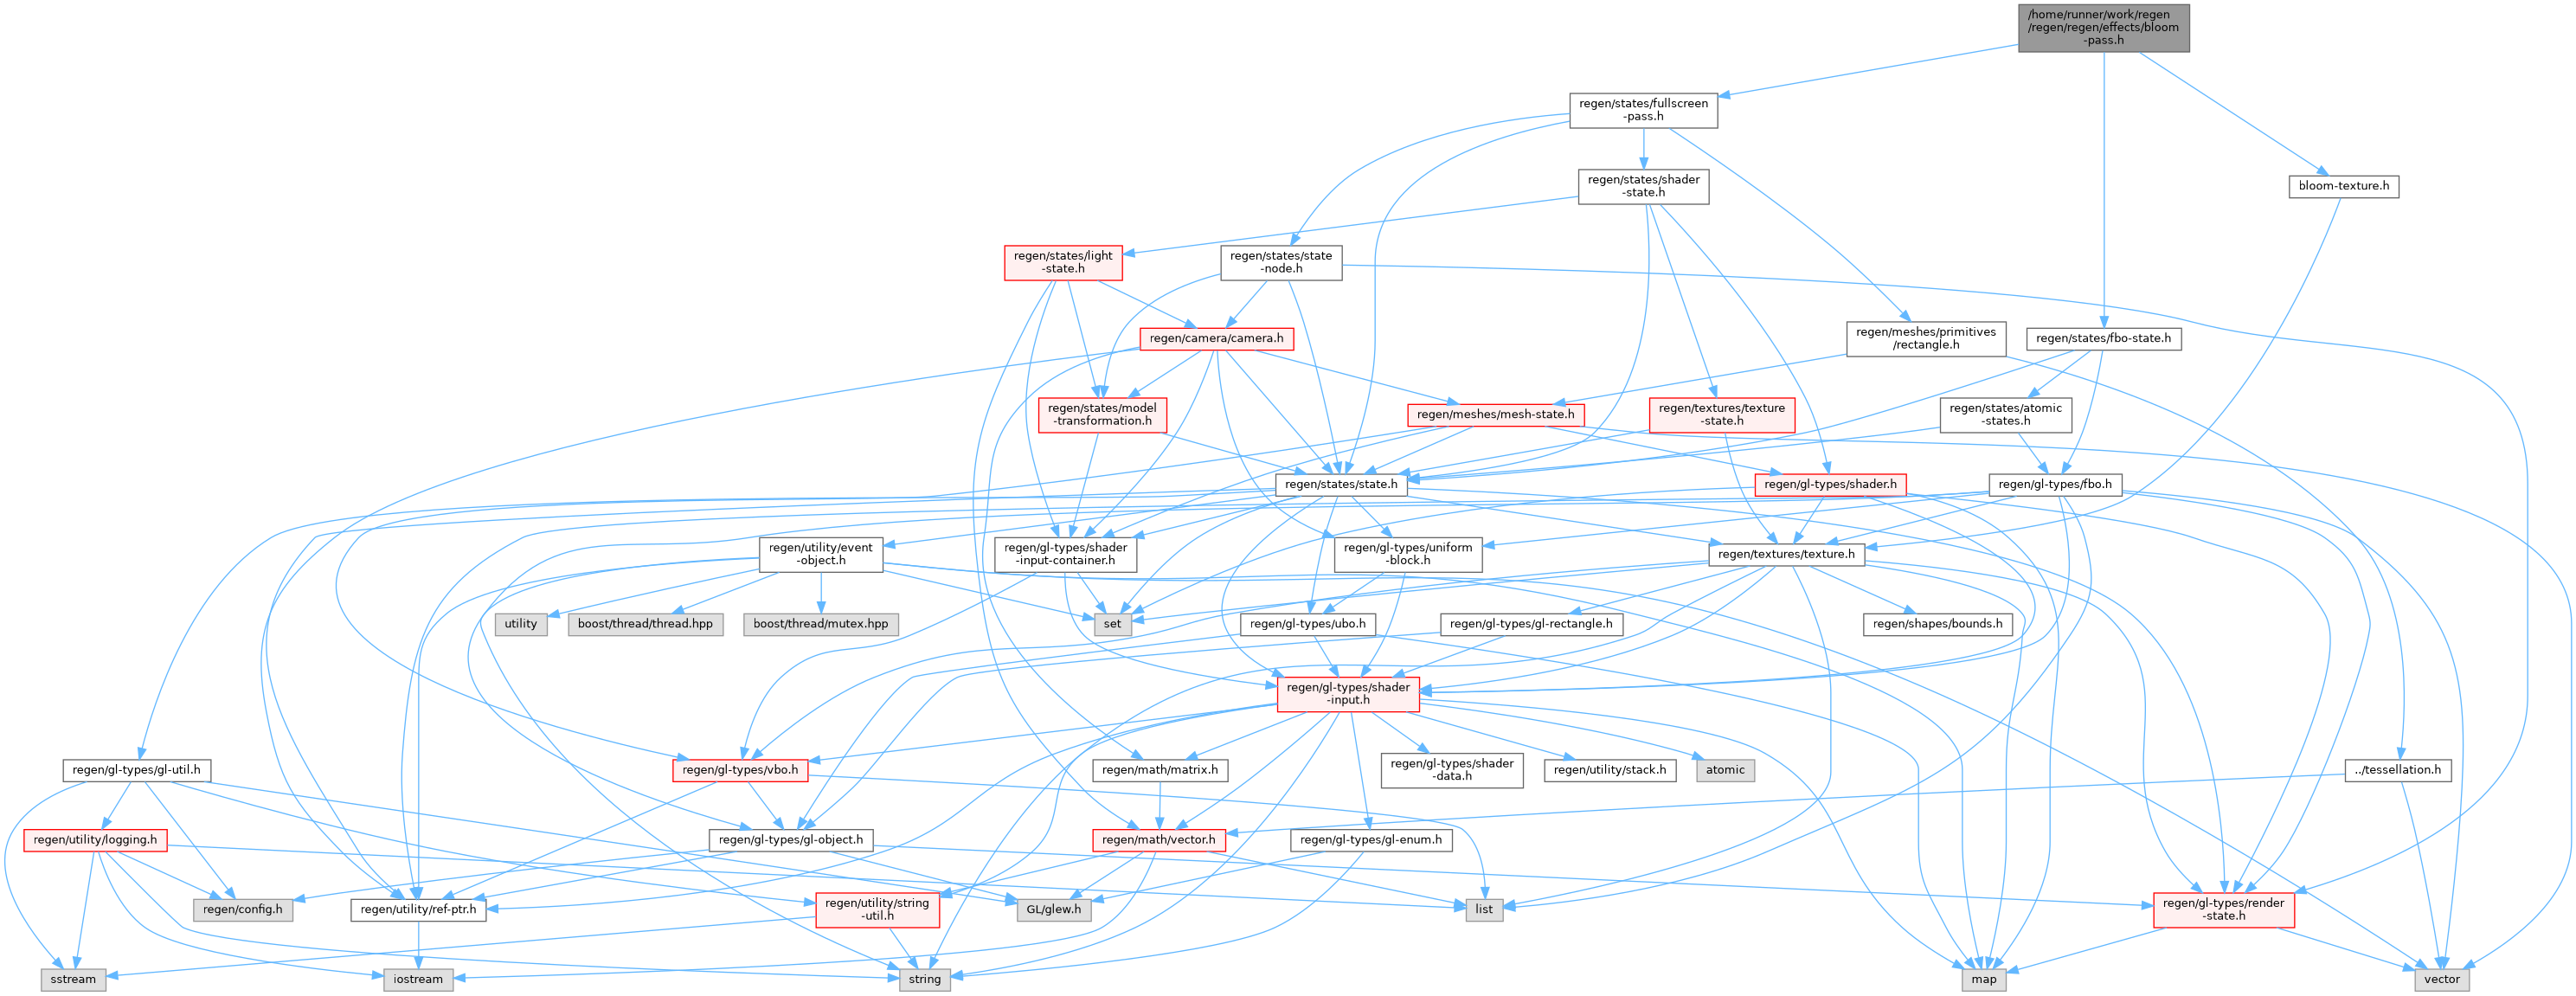 /home/runner/work/regen
/regen/regen/effects/bloom
-pass.h
regen/states/fullscreen
-pass.h
regen/states/shader
-state.h
bloom-texture.h
regen/states/light
-state.h
regen/states/state
-node.h
regen/camera/camera.h
regen/meshes/primitives
/rectangle.h
regen/states/fbo-state.h
regen/states/model
-transformation.h
regen/meshes/mesh-state.h
regen/textures/texture
-state.h
regen/states/atomic
-states.h
regen/states/state.h
regen/gl-types/shader.h
regen/gl-types/fbo.h
regen/utility/event
-object.h
regen/gl-types/shader
-input-container.h
regen/gl-types/uniform
-block.h
regen/textures/texture.h
utility
boost/thread/thread.hpp
boost/thread/mutex.hpp
set
regen/gl-types/ubo.h
regen/gl-types/gl-rectangle.h
regen/shapes/bounds.h
regen/gl-types/shader
-input.h
regen/gl-types/gl-util.h
regen/gl-types/vbo.h
regen/math/matrix.h
regen/gl-types/shader
-data.h
regen/utility/stack.h
atomic
../tessellation.h
regen/utility/logging.h
regen/gl-types/gl-object.h
regen/math/vector.h
regen/gl-types/gl-enum.h
regen/config.h
regen/utility/ref-ptr.h
regen/utility/string
-util.h
GL/glew.h
list
regen/gl-types/render
-state.h
sstream
iostream
string
map
vector